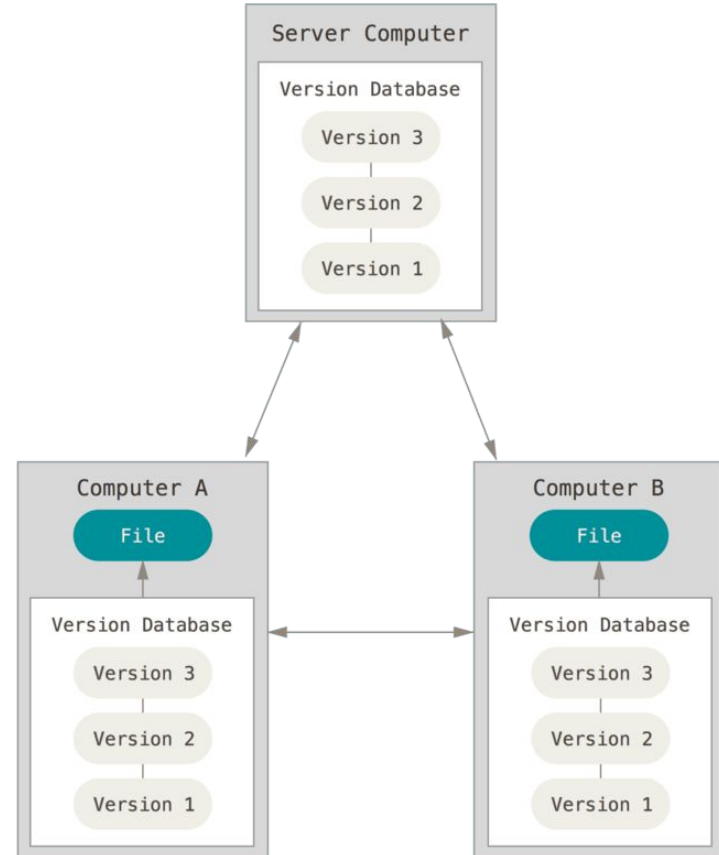 Server Computer
Version Database
Version 3
Version 2
Version 1
Computer A
File
Version Database
Version 3
Version 2
Version 1
Computer B
File
Version Database
Version 3
Version 2
Version 1